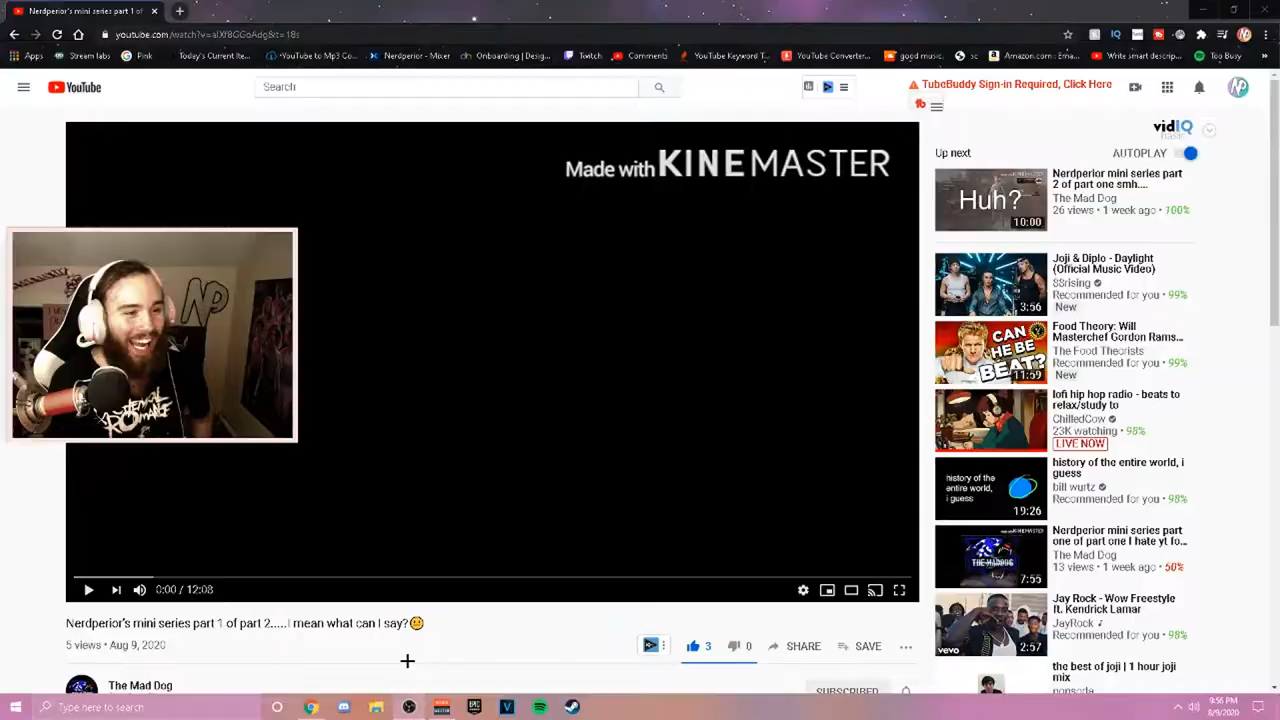 Nerdperior's mini series part 1 of
youtube.com/watch?v=
Apps
Stream labs
Pink
Today's Current Ite...
YouTube to Mp3 Co...
Nerdperior - Mixer
Onboarding | Desig...
Twitch
Comments
YouTube Keyword T...
YouTube Converter...
good music.
sc
Amazon.com : Ema...
Write smart descrip...
Top Busy
YouTube
Search
TubeBuddy Sign-in Required, Click Here
NP
Made with KINEMASTER
NP
ROMANCE
0:00 / 12:08
Nerdperior's mini series part 1 of part 2.....I mean what can I say?
5 views • Aug 9, 2020
3
0
SHARE
SAVE
The Mad Dog
SUBSCRIBED
vidIQ
basic
Up next
AUTOPLAY
Huh?
10:00
Nerdperior mini series part
2 of part one smh....
The Mad Dog
26 views • 1 week ago • 100%
3:56
Joji & Diplo - Daylight
(Official Music Video)
88rising
Recommended for you • 99%
New
CAN
HE BE
BEAT?
11:59
Food Theory: Will
Masterchef Gordon Rams...
The Food Theorists
Recommended for you • 99%
New
lofi hip hop radio - beats to
relax/study to
ChilledCow
23K watching • 98%
LIVE NOW
history of the
entire world,
i guess
19:26
history of the entire world, i
guess
bill wurtz
Recommended for you • 98%
THE MAD DOG
7:55
Nerdperior mini series part
one of part one I hate yt fo...
The Mad Dog
13 views • 1 week ago • 50%
vevo
2:57
Jay Rock - Wow Freestyle
ft. Kendrick Lamar
JayRock
Recommended for you • 98%
the best of joji | 1 hour joji
mix
Type here to search
9:56 PM
8/9/2020